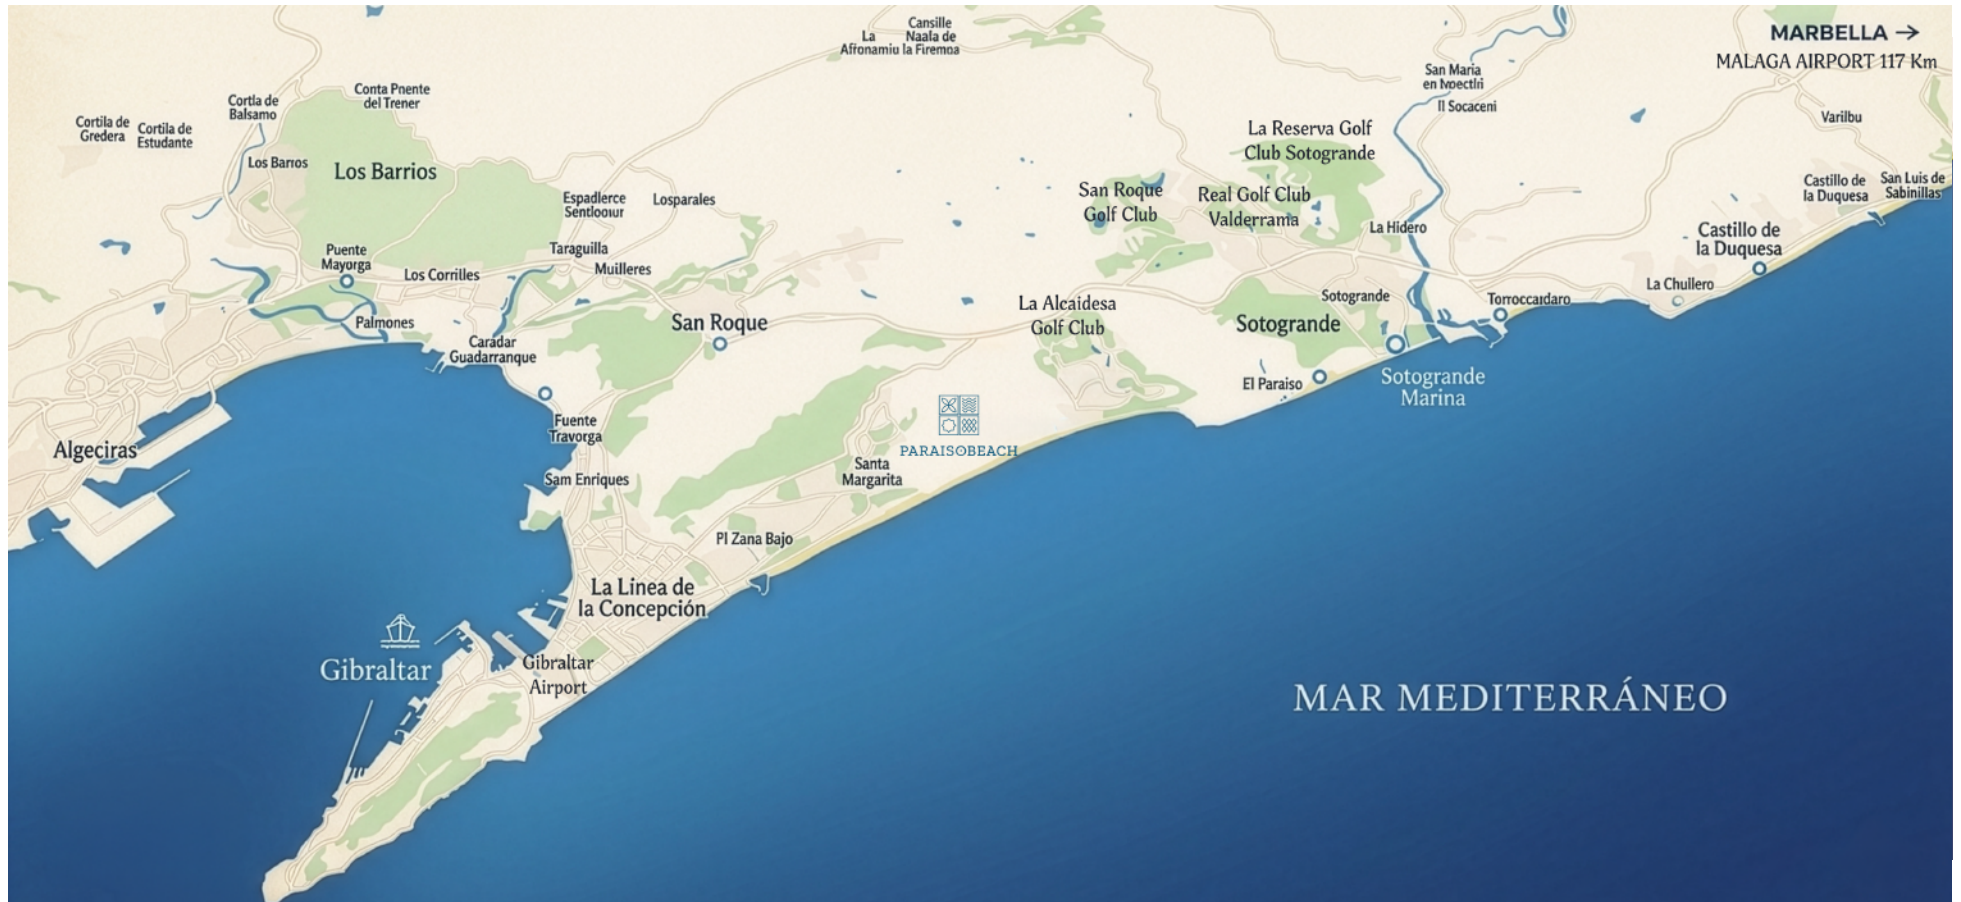 Cansille
La Naala de
Afronamiu la Firemoa
MARBELLA →
MALAGA AIRPORT 117 Km
San Maria
en Ivoectlri
Il Socaceni
Conta Pnente
del Trener
Cortla de
Balsamo
Cortila de
Gredera
Cortila de
Estudante
Varilbu
La Reserva Golf
Club Sotogrande
Los Barros
Los Barrios
San Roque
Golf Club
Real Golf Club
Valderrama
Castillo de
la Duquesa
San Luis de
Sabinillas
Espadlerce
Sentlooıur
Losparales
La Hidero
Castillo de
la Duquesa
Puente
Mayorga
Los Corrilles
Taraguilla
Muilleres
La Chullero
Sotogrande
Torroccardaro
La Alcaidesa
Golf Club
Palmones
San Roque
Sotogrande
Caradar
Guadarranque
El Paraiso
Sotogrande
Marina
Fuente
Travorga
PARAISOBEACH
Algeciras
Santa
Margarita
Sam Enriques
Pl Zana Bajo
La Linea de
la Concepción
Gibraltar
Gibraltar
Airport
MAR MEDITERRÁNEO